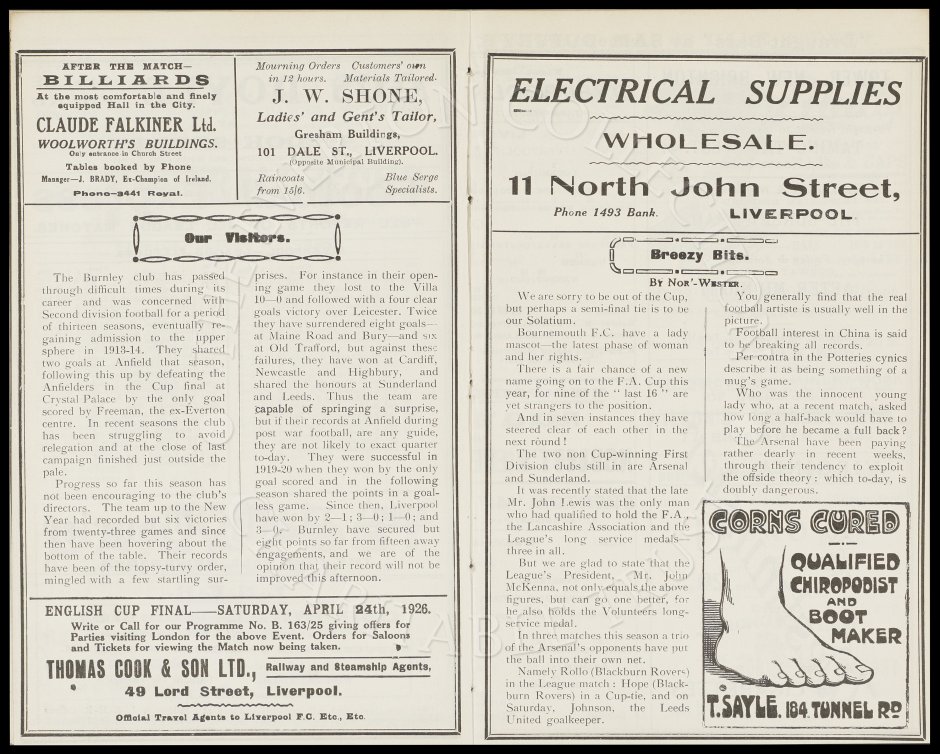 AFTER THE MATCH—
BILLIARDS
At the most comfortable and finely
equipped Hall in the City.
CLAUDE FALKINER Ltd.
WOOLWORTH'S BUILDINGS.
Only entrance in Church Street
Tables booked by Phone
Manager—J. BRADY, Ex-Champion of Ireland.
Phone—3441 Royal.
Mourning Orders Customers' own
in 12 hours. Materials Tailored.
J. W. SHONE,
Ladies' and Gent's Tailor,
Gresham Buildings,
101 DALE ST., LIVERPOOL.
(Opposite Municipal Building).
Raincoats Blue Serge
from 15/6. Specialists.
Our Visitors.
The Burnley club has passed
through difficult times during its
career and was concerned with
Second division football for a period
of thirteen seasons, eventually re-
gaining admission to the upper
sphere in 1913-14. They shared
two goals at Anfield that season,
following this up by defeating the
Anfielders in the Cup final at
Crystal Palace by the only goal
scored by Freeman, the ex-Everton
centre. In recent seasons the club
has been struggling to avoid
relegation and at the close of last
campaign finished just outside the
pale.
Progress so far this season has
not been encouraging to the club's
directors. The team up to the New
Year had recorded but six victories
from twenty-three games and since
then have been hovering about the
bottom of the table. Their records
have been of the topsy-turvy order,
mingled with a few startling sur-
prises. For instance in their open-
ing game they lost to the Villa
10—0 and followed with a four clear
goals victory over Leicester. Twice
they have surrendered eight goals—
at Maine Road and Bury—and six
at Old Trafford, but against these
failures, they have won at Cardiff,
Newcastle and Highbury, and
shared the honours at Sunderland
and Leeds. Thus the team are
capable of springing a surprise,
but if their records at Anfield during
post war football, are any guide,
they are not likely to exact quarter
to-day. They were successful in
1919-20 when they won by the only
goal scored and in the following
season shared the points in a goal-
less game. Since then, Liverpool
have won by 2—1; 3—0; 1—0; and
3—0. Burnley have secured but
eight points so far from fifteen away
engagements, and we are of the
opinion that their record will not be
improved this afternoon.
ENGLISH CUP FINAL—SATURDAY, APRIL 24th, 1926.
Write or Call for our Programme No. B. 163/25 giving offers for
Parties visiting London for the above Event. Orders for Saloons
and Tickets for viewing the Match now being taken.
THOMAS COOK & SON LTD., Railway and Steamship Agents,
49 Lord Street, Liverpool.
Official Travel Agents to Liverpool F.C. Etc., Etc.
ELECTRICAL SUPPLIES
WHOLESALE.
11 North John Street,
Phone 1493 Bank. LIVERPOOL.
Breezy Bits.
By Nor'-Wester.
We are sorry to be out of the Cup,
but perhaps a semi-final tie is to be
our Solatium.
Bournemouth F.C. have a lady
mascot—the latest phase of woman
and her rights.
There is a fair chance of a new
name going on to the F.A. Cup this
year, for nine of the "last 16" are
yet strangers to the position.
And in seven instances they have
steered clear of each other in the
next round!
The two non Cup-winning First
Division clubs still in are Arsenal
and Sunderland.
It was recently stated that the late
Mr. John Lewis was the only man
who had qualified to hold the F.A.,
the Lancashire Association and the
League's long service medals—
three in all.
But we are glad to state that the
League's President, Mr. John
McKenna, not only equals the above
figures, but can go one better, for
he also holds the Volunteers long-
service medal.
In three matches this season a trio
of the Arsenal's opponents have put
the ball into their own net.
Namely Rollo (Blackburn Rovers)
in the League match: Hope (Black-
burn Rovers) in a Cup-tie, and on
Saturday, Johnson, the Leeds
United goalkeeper.
You generally find that the real
football artiste is usually well in the
picture.
Football interest in China is said
to be breaking all records.
Per contra in the Potteries cynics
describe it as being something of a
mug's game.
Who was the innocent young
lady who, at a recent match, asked
how long a half-back would have to
play before he became a full back?
The Arsenal have been paying
rather dearly in recent weeks,
through their tendency to exploit
the offside theory: which to-day, is
doubly dangerous.
CORNS CURED
QUALIFIED
CHIROPODIST
AND
BOOT
MAKER
T. SAYLE. 184 TUNNEL RD